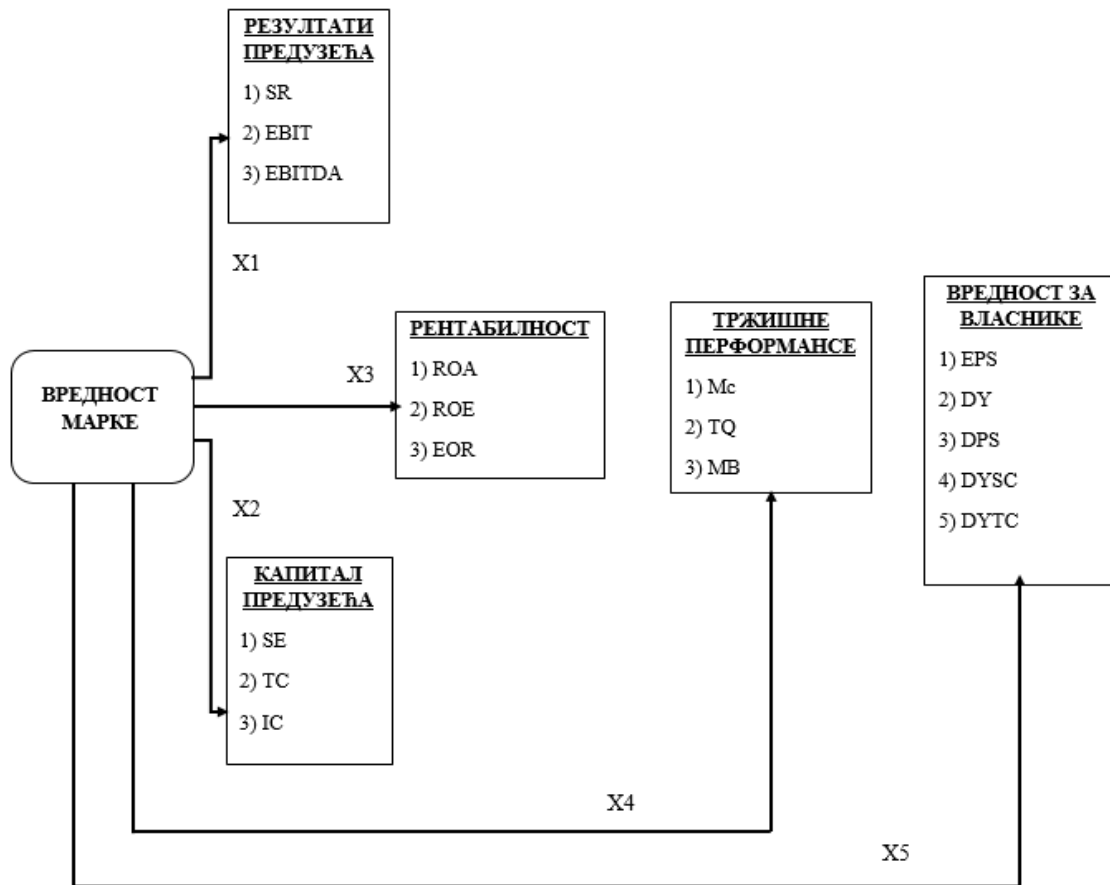 РЕЗУЛТАТИ
ПРЕДУЗЕЋА
1) SR
2) EBIT
3) EBITDA
X1
ВРЕДНОСТ
МАРКЕ
X3
РЕНТАБИЛНОСТ
1) ROA
2) ROE
3) EOR
ТРЖИШНЕ
ПЕРФОРМАНСЕ
1) Mc
2) TQ
3) MB
ВРЕДНОСТ ЗА
ВЛАСНИКЕ
1) EPS
2) DY
3) DPS
4) DYSC
5) DYTC
X2
КАПИТАЛ
ПРЕДУЗЕЋА
1) SE
2) TC
3) IC
X4
X5